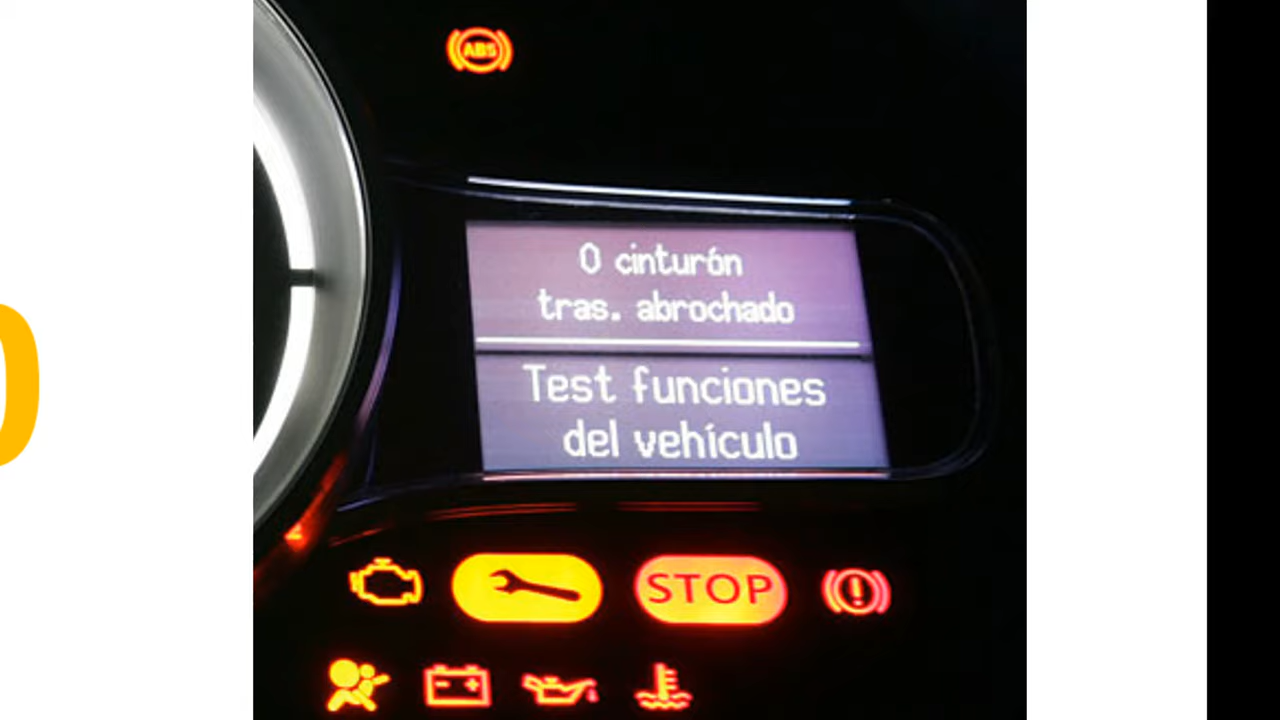 ABS
0 cinturón
tras. abrochado
Test funciones
del vehículo
STOP